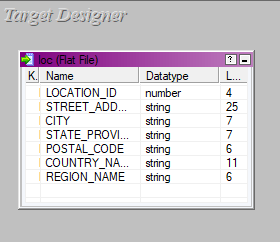 Target Designer
loc (Flat File)
K. Name Datatype L...
LOCATION_ID number 4
STREET_ADD... string 25
CITY string 7
STATE_PROVI... string 7
POSTAL_CODE string 6
COUNTRY_NA... string 11
REGION_NAME string 6